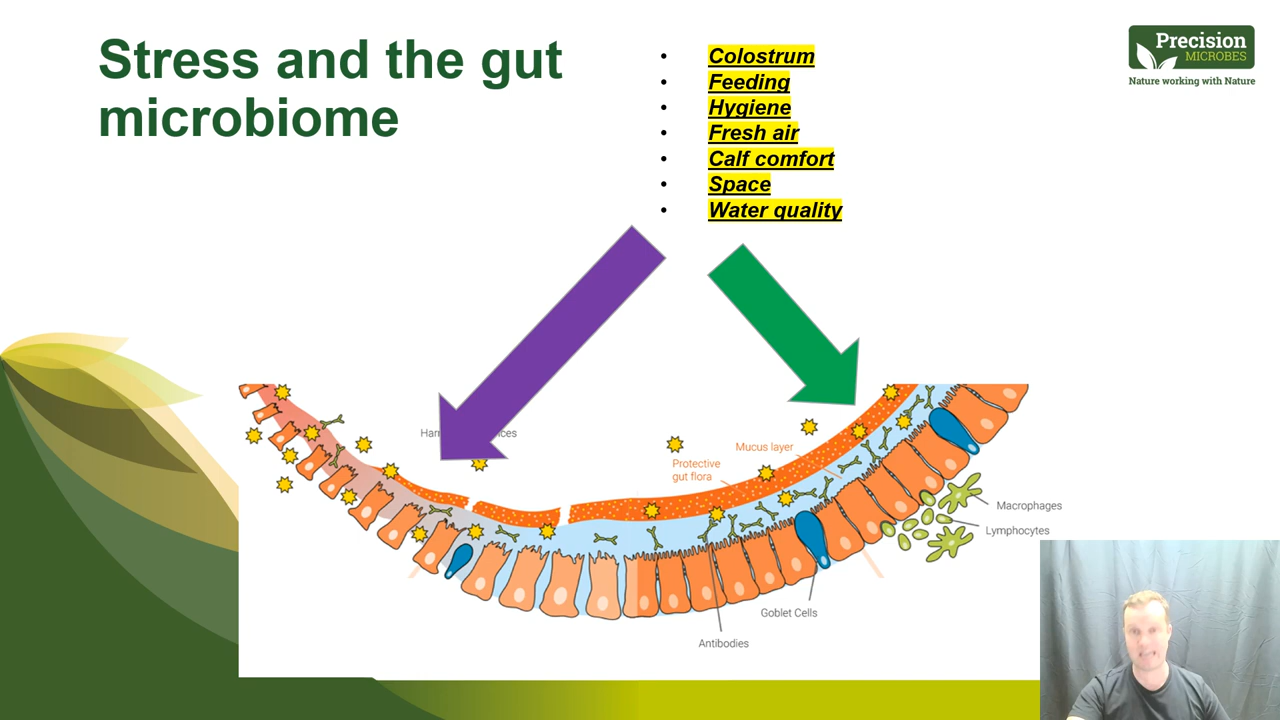 Stress and the gut
microbiome
• Colostrum
• Feeding
• Hygiene
• Fresh air
• Calf comfort
• Space
• Water quality
Precision
MICROBES
Nature working with Nature
Mucus layer
Protective
gut flora
Macrophages
Lymphocytes
Goblet Cells
Antibodies